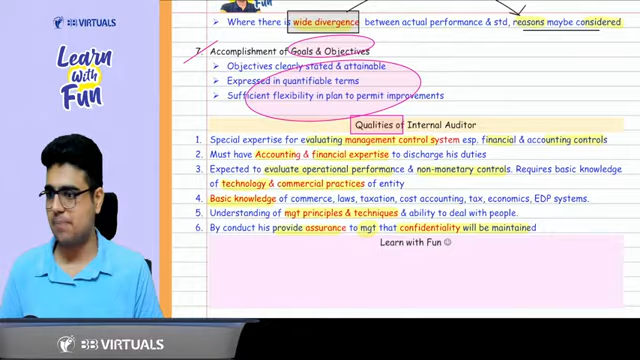 BB VIRTUALS
Learn
With
Fun
➢ Where there is wide divergence between actual performance & std, reasons maybe considered
7. Accomplishment of Goals & Objectives
➢ Objectives clearly stated & attainable
➢ Expressed in quantifiable terms
➢ Sufficient flexibility in plan to permit improvements
Qualities of Internal Auditor
1. Special expertise for evaluating management control system esp. financial & accounting controls
2. Must have Accounting & financial expertise to discharge his duties
3. Expected to evaluate operational performance & non-monetary controls. Requires basic knowledge
of technology & commercial practices of entity
4. Basic knowledge of commerce, laws, taxation, cost accounting, tax, economics, EDP systems.
5. Understanding of mgt principles & techniques & ability to deal with people.
6. By conduct his provide assurance to mgt that confidentiality will be maintained
Learn with Fun ☺
BB VIRTUALS